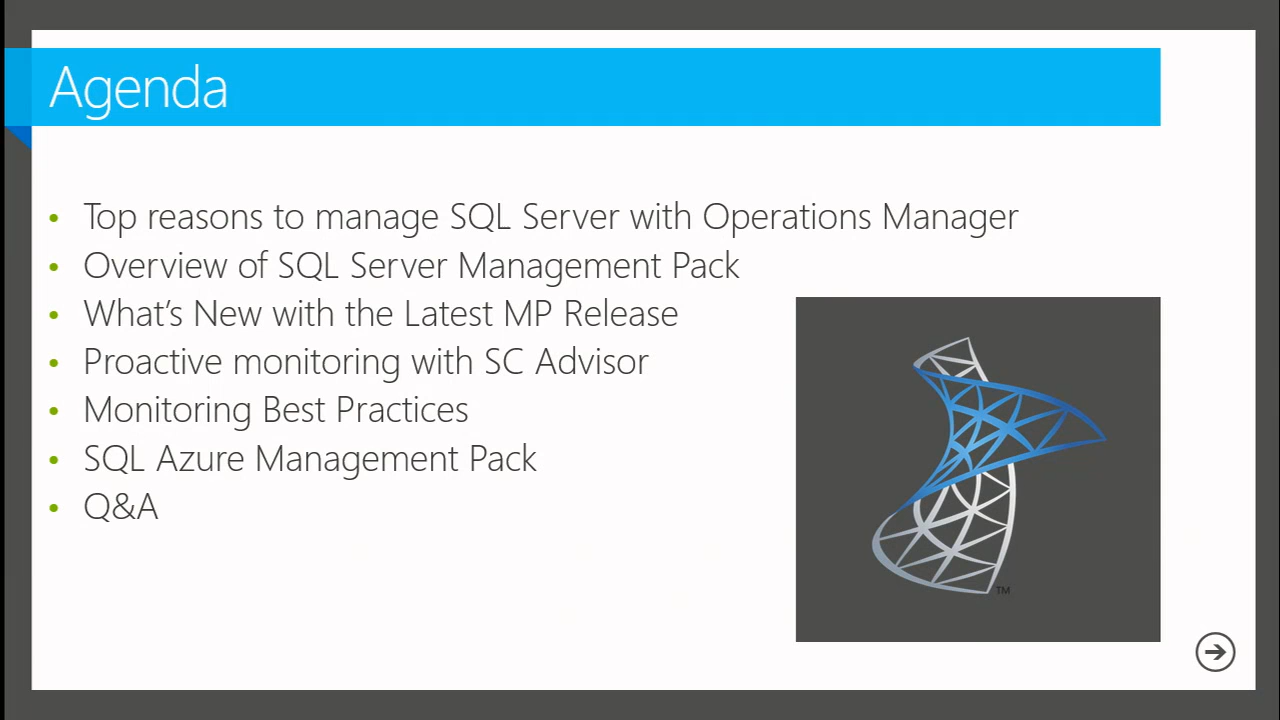 Agenda
• Top reasons to manage SQL Server with Operations Manager
• Overview of SQL Server Management Pack
• What's New with the Latest MP Release
• Proactive monitoring with SC Advisor
• Monitoring Best Practices
• SQL Azure Management Pack
• Q&A
TM